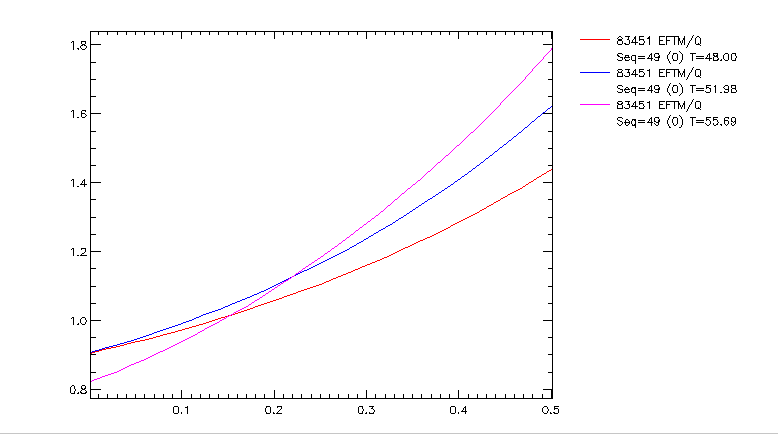 1.8
1.6
1.4
1.2
1.0
0.8
0.1 0.2 0.3 0.4 0.5
83451 EFTM/Q
Seq=49 (0) T=48.00
83451 EFTM/Q
Seq=49 (0) T=51.98
83451 EFTM/Q
Seq=49 (0) T=55.69